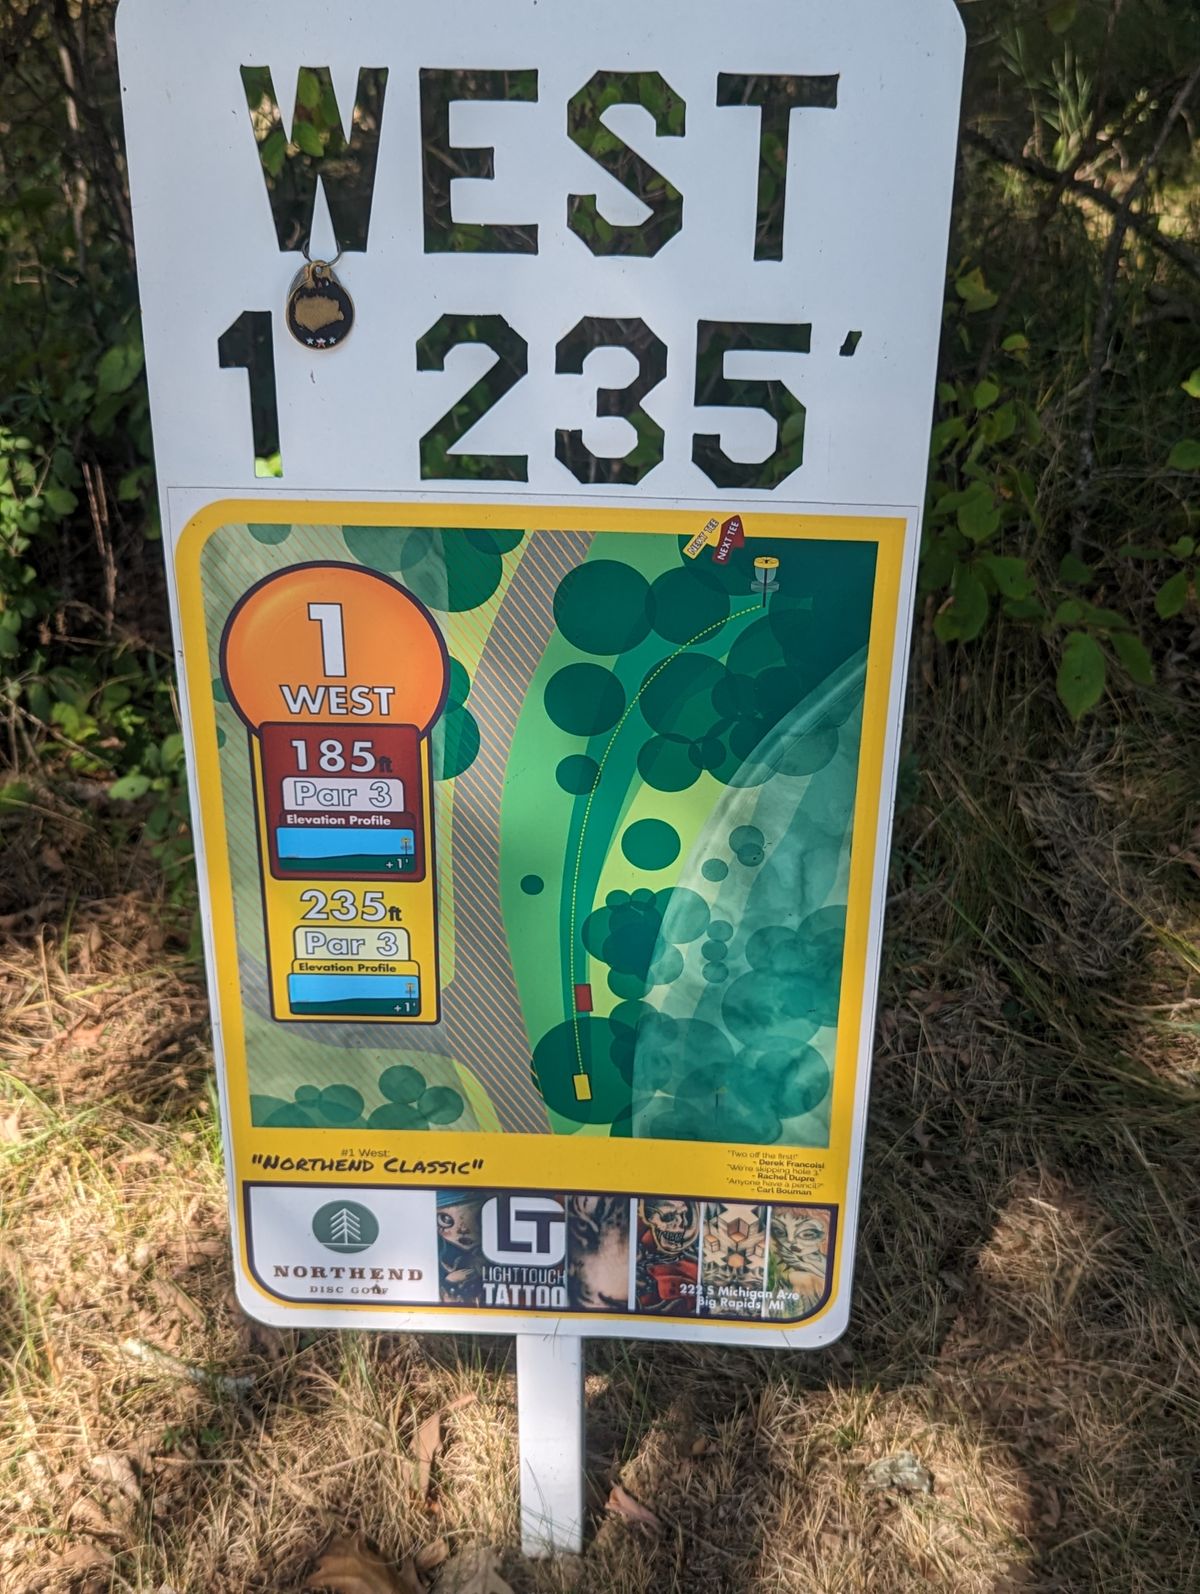 WEST
1 235'
NEXT TEE
NEXT TEE
1
WEST
185ft
Par 3
Elevation Profile
+1'
235ft
Par 3
Elevation Profile
+1'
#1 West:
"NORTHEND CLASSIC"
"Two off the first!"
- Derek Francoisi
"We're skipping hole 3"
- Rachel Dupre
"Anyone have a pencil?"
- Carl Bouman
NORTHEND
DISC GOLF
LT
LIGHT TOUCH
TATTOO
222 S Michigan Ave
Big Rapids, MI